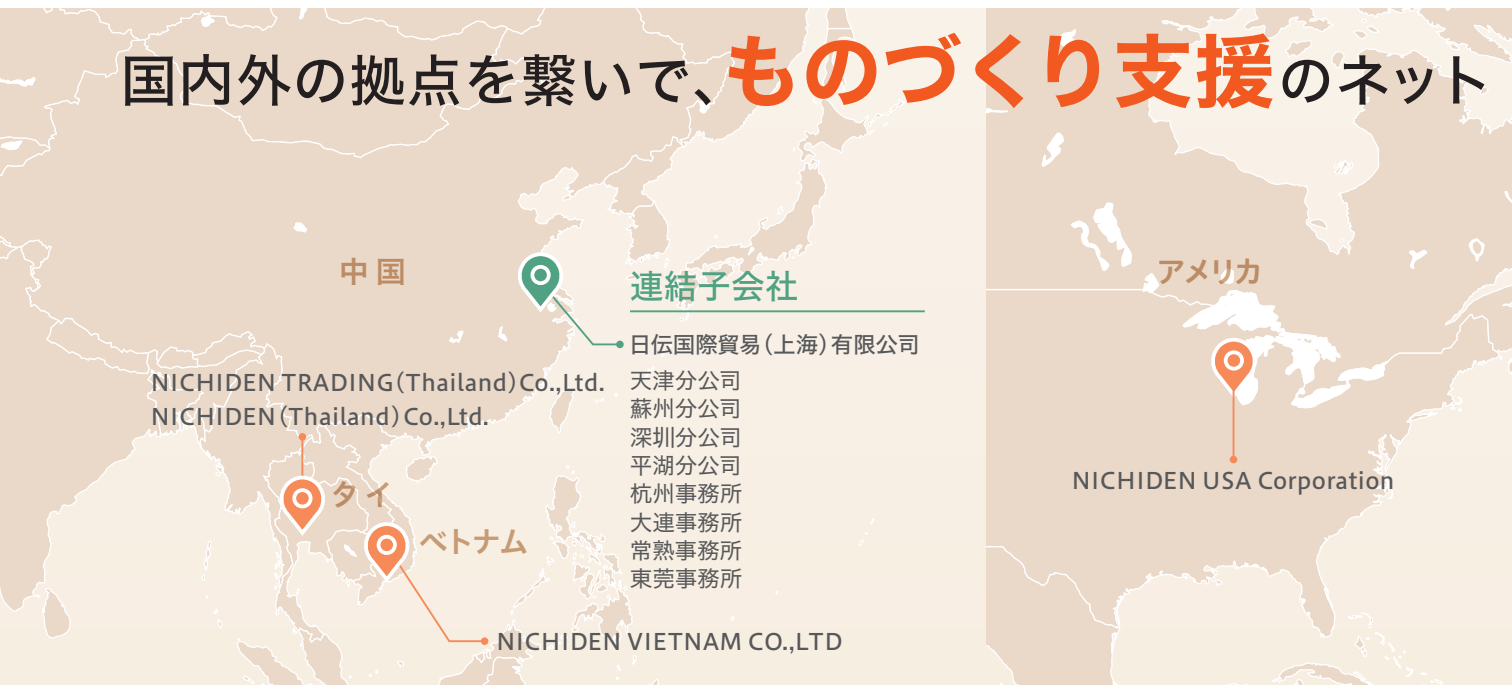 国内外の拠点を繋いで、ものづくり支援のネット
中国
アメリカ
連結子会社
日伝国際貿易(上海)有限公司
天津分公司
蘇州分公司
深圳分公司
平湖分公司
杭州事務所
大連事務所
常熟事務所
東莞事務所
NICHIDEN TRADING(Thailand)Co.,Ltd.
NICHIDEN(Thailand)Co.,Ltd.
タイ
ベトナム
NICHIDEN USA Corporation
NICHIDEN VIETNAM CO.,LTD